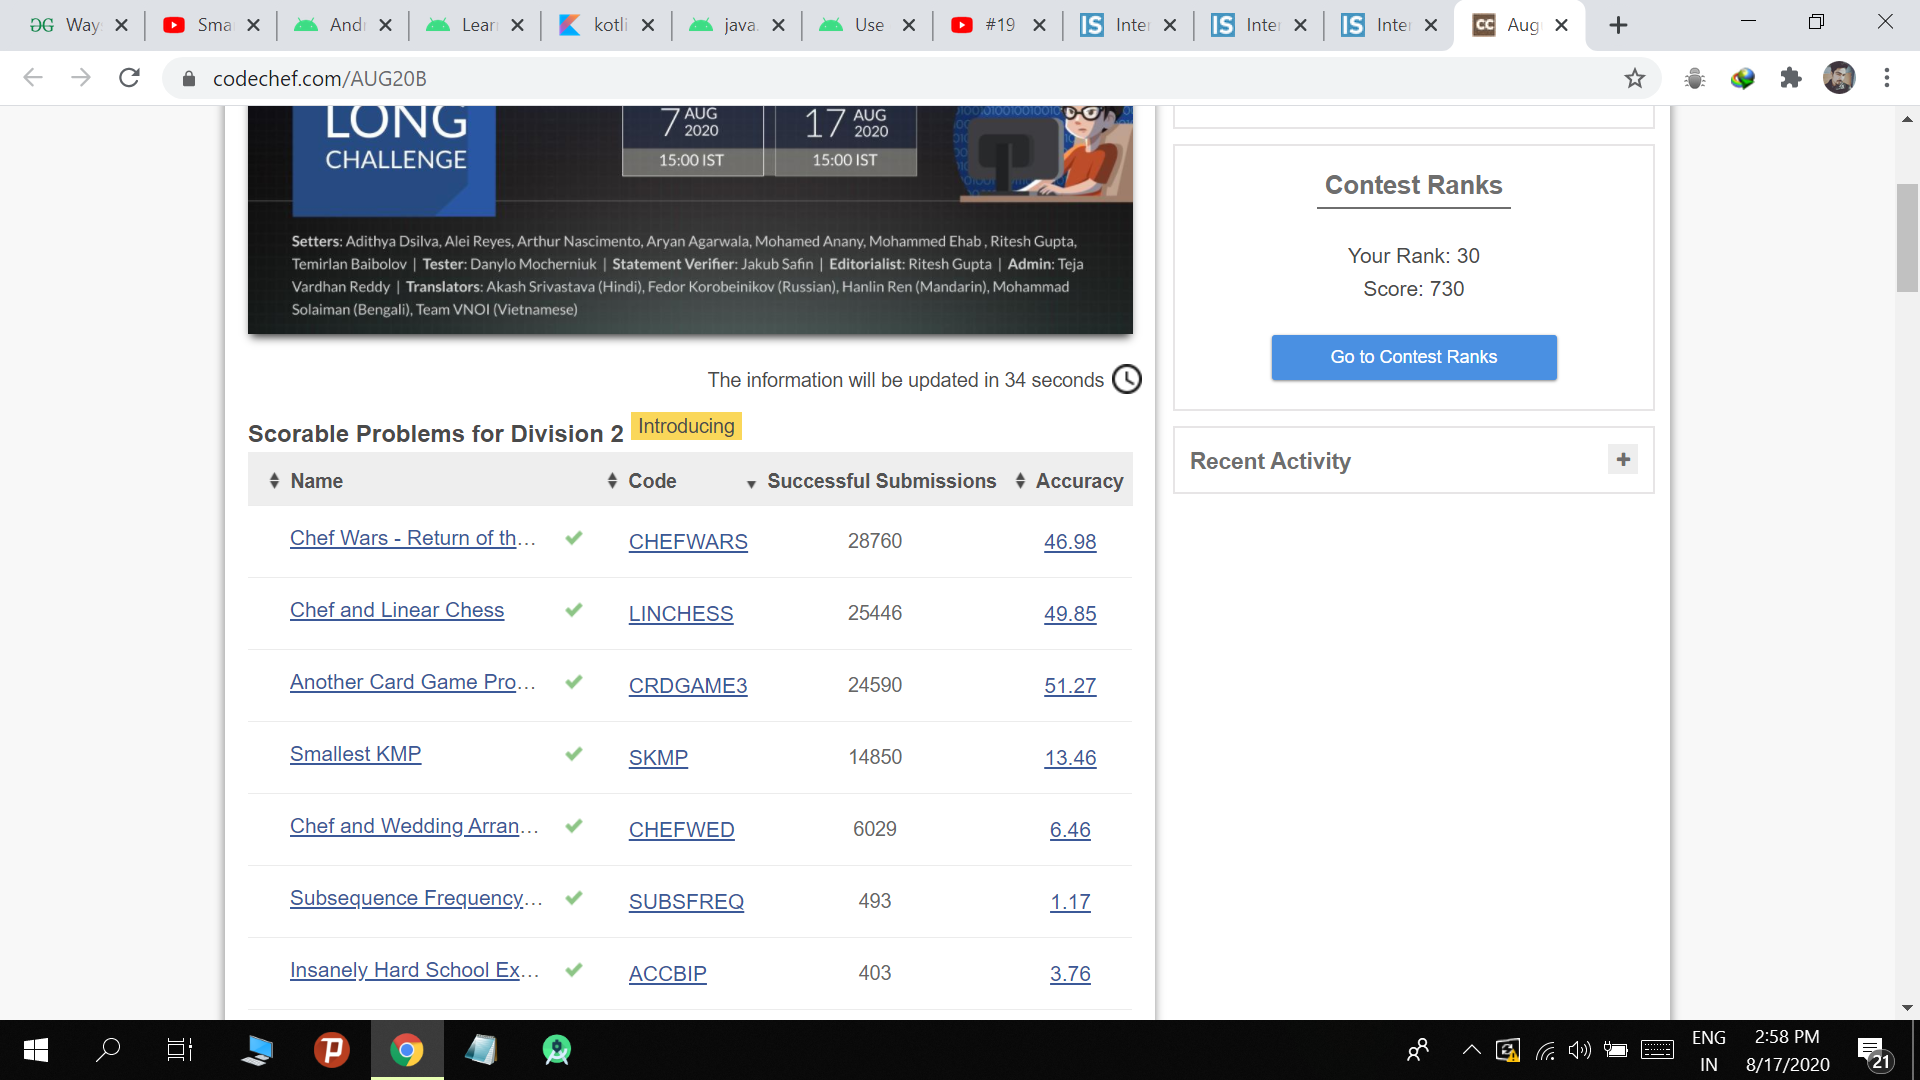 Way
Sma
And
Lear
kotli
java.
Use
#19
Inter
Inter
Inter
Aug
codechef.com/AUG20B
LONG
CHALLENGE
7 AUG 2020
15:00 IST
17 AUG 2020
15:00 IST
Setters: Adithya Dsilva, Alei Reyes, Arthur Nascimento, Aryan Agarwala, Mohamed Anany, Mohammed Ehab , Ritesh Gupta,
Temirlan Baibolov | Tester: Danylo Mocherniuk | Statement Verifier: Jakub Safin | Editorialist: Ritesh Gupta | Admin: Teja
Vardhan Reddy | Translators: Akash Srivastava (Hindi), Fedor Korobeinikov (Russian), Hanlin Ren (Mandarin), Mohammad
Solaiman (Bengali), Team VNOI (Vietnamese)
The information will be updated in 34 seconds
Scorable Problems for Division 2 Introducing
Name Code Successful Submissions Accuracy
Chef Wars - Return of th... CHEFWARS 28760 46.98
Chef and Linear Chess LINCHESS 25446 49.85
Another Card Game Pro... CRDGAME3 24590 51.27
Smallest KMP SKMP 14850 13.46
Chef and Wedding Arran... CHEFWED 6029 6.46
Subsequence Frequency... SUBSFREQ 493 1.17
Insanely Hard School Ex... ACCBIP 403 3.76
Contest Ranks
Your Rank: 30
Score: 730
Go to Contest Ranks
Recent Activity
ENG
IN
2:58 PM
8/17/2020
21